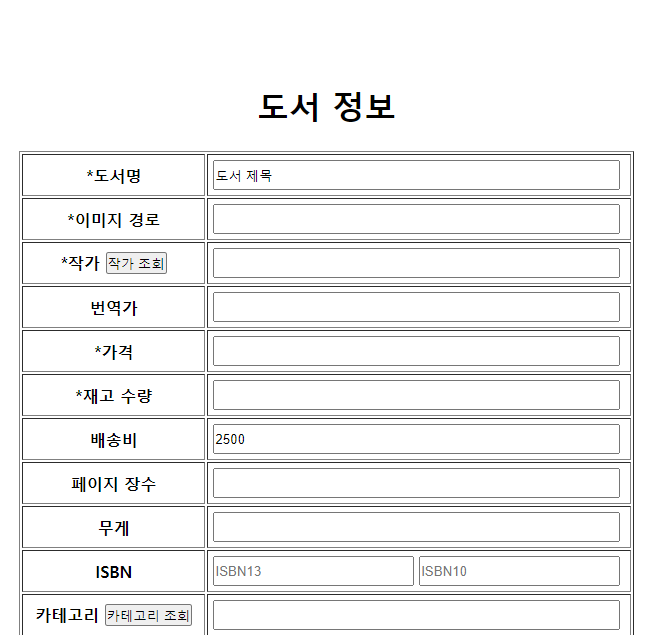 도서 정보
*도서명 도서 제목
*이미지 경로
*작가 작가 조회
번역가
*가격
*재고 수량
배송비 2500
페이지 장수
무게
ISBN ISBN13 ISBN10
카테고리 카테고리 조회